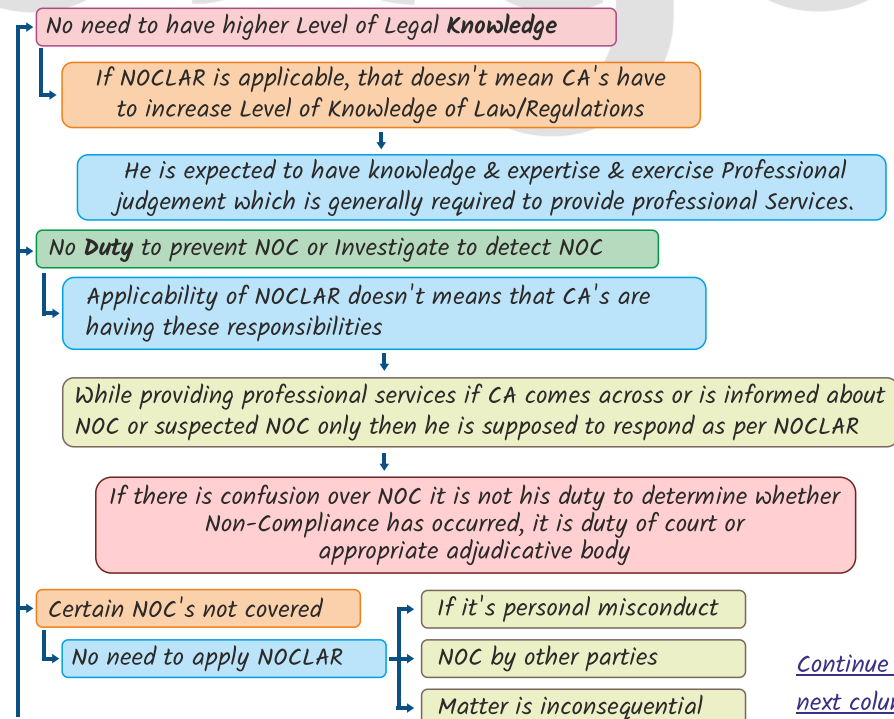 No need to have higher Level of Legal Knowledge
If NOCLAR is applicable, that doesn't mean CA's have
to increase Level of Knowledge of Law/Regulations
He is expected to have knowledge & expertise & exercise Professional
judgement which is generally required to provide professional Services.
No Duty to prevent NOC or Investigate to detect NOC
Applicability of NOCLAR doesn't means that CA's are
having these responsibilities
While providing professional services if CA comes across or is informed about
NOC or suspected NOC only then he is supposed to respond as per NOCLAR
If there is confusion over NOC it is not his duty to determine whether
Non-Compliance has occurred, it is duty of court or
appropriate adjudicative body
Certain NOC's not covered
No need to apply NOCLAR
If it's personal misconduct
NOC by other parties
Matter is inconsequential
Continue
next colu